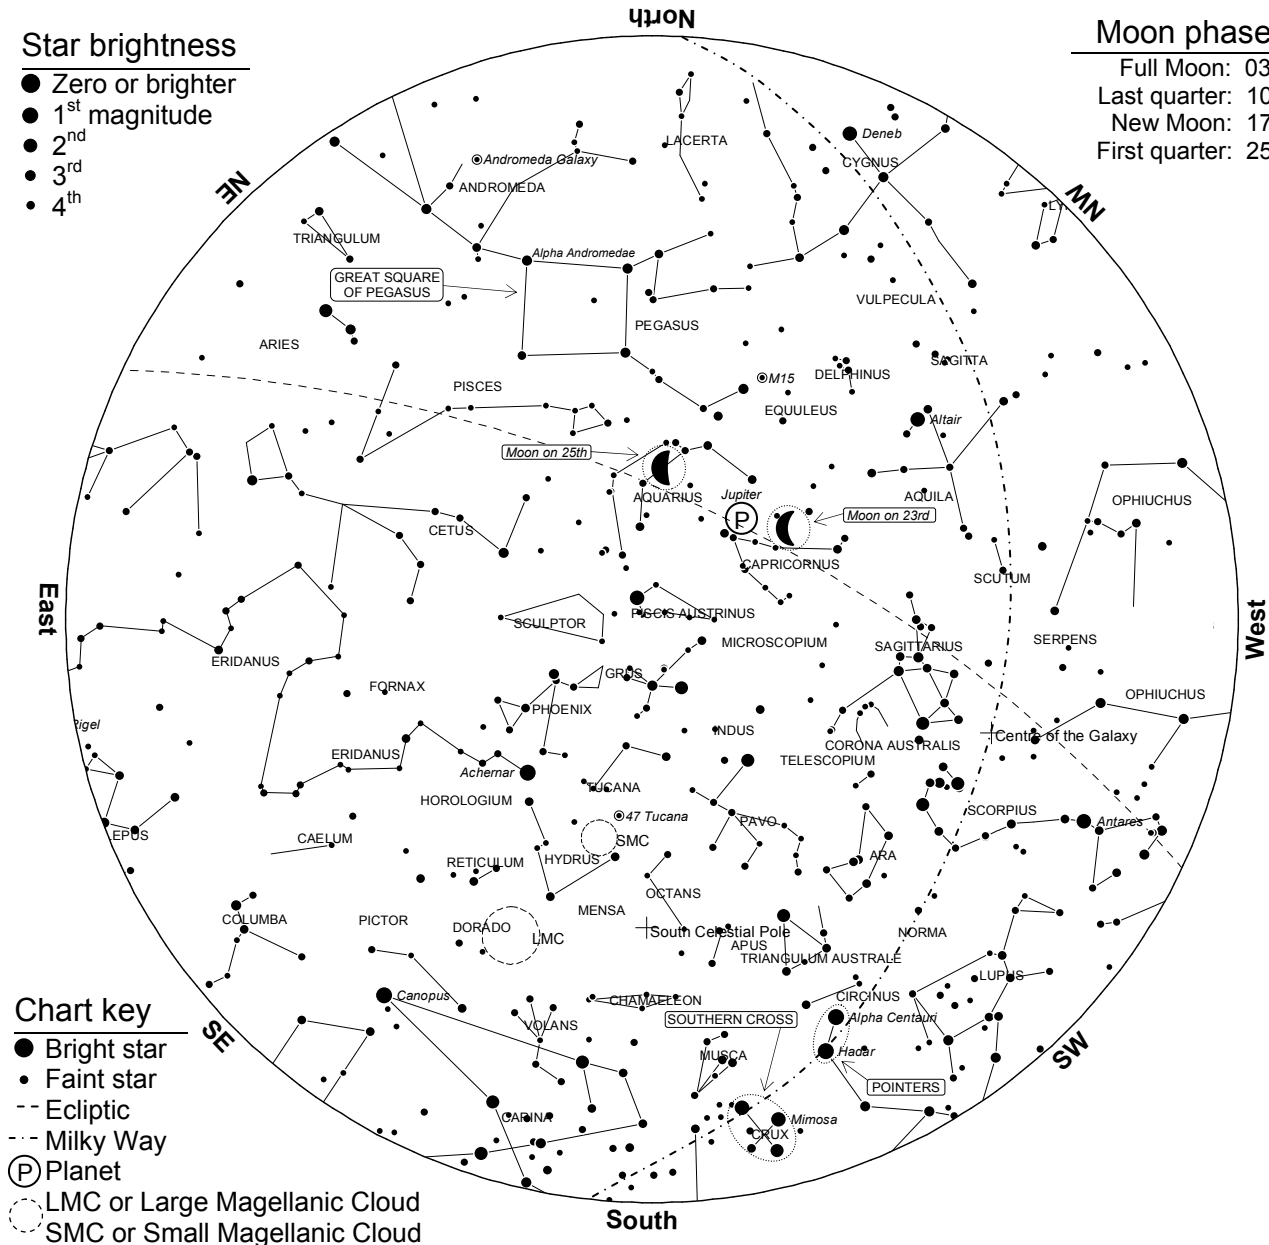 North
Star brightness
Zero or brighter
1st magnitude
2nd
3rd
4th
Moon phase
Full Moon: 03
Last quarter: 10
New Moon: 17
First quarter: 25
NE
NW
LACERTA
Deneb
CYGNUS
Andromeda Galaxy
ANDROMEDA
TRIANGULUM
Alpha Andromedae
GREAT SQUARE
OF PEGASUS
VULPECULA
PEGASUS
ARIES
SAGITTA
DELPHINUS
M15
PISCES
EQUULEUS
Altair
Moon on 25th
AQUARIUS
Jupiter
AQUILA
OPHIUCHUS
Moon on 23rd
CETUS
CAPRICORNUS
SCUTUM
East
West
PISCIS AUSTRINUS
SCULPTOR
MICROSCOPIUM
SAGITTARIUS
SERPENS
ERIDANUS
GRUS
FORNAX
OPHIUCHUS
PHOENIX
Rigel
INDUS
CORONA AUSTRALIS
Centre of the Galaxy
ERIDANUS
TELESCOPIUM
Achernar
TUCANA
HOROLOGIUM
47 Tucana
PAVO
SCORPIUS
Antares
EPUS
CAELUM
SMC
HYDRUS
RETICULUM
ARA
OCTANS
MENSA
COLUMBA
PICTOR
DORADO
LMC
South Celestial Pole
APUS
NORMA
TRIANGULUM AUSTRALE
LUPUS
Canopus
CHAMAELEON
CIRCINUS
VOLANS
SOUTHERN CROSS
Alpha Centauri
MUSCA
Hadar
POINTERS
CARINA
Mimosa
CRUX
SE
SW
Chart key
Bright star
Faint star
Ecliptic
Milky Way
P
Planet
LMC or Large Magellanic Cloud
SMC or Small Magellanic Cloud
South
P